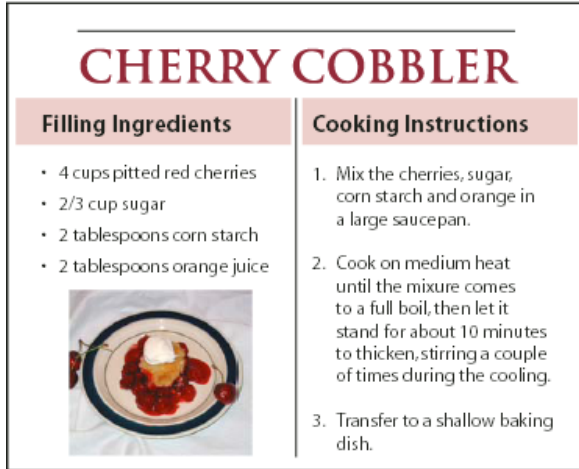 CHERRY COBBLER
Filling Ingredients
• 4 cups pitted red cherries
• 2/3 cup sugar
• 2 tablespoons corn starch
• 2 tablespoons orange juice
Cooking Instructions
1. Mix the cherries, sugar,
corn starch and orange in
a large saucepan.
2. Cook on medium heat
until the mixure comes
to a full boil, then let it
stand for about 10 minutes
to thicken, stirring a couple
of times during the cooling.
3. Transfer to a shallow baking
dish.